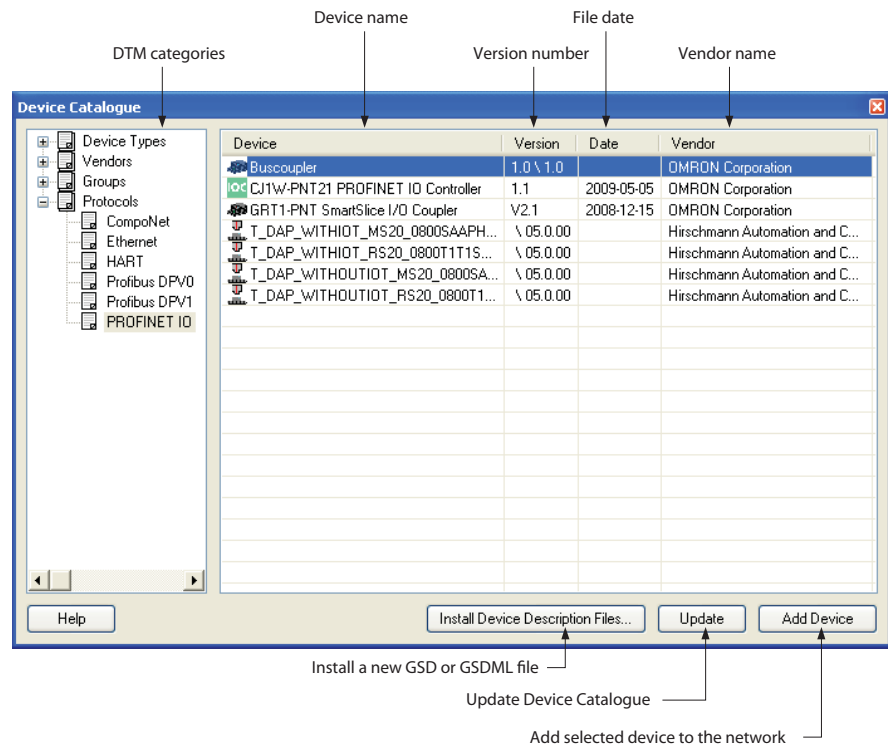 Device name
File date
DTM categories
Version number
Vendor name
Device Catalogue
Device Types
Vendors
Groups
Protocols
CompoNet
Ethernet
HART
Profibus DPV0
Profibus DPV1
PROFINET IO
Device Version Date Vendor
Buscoupler 1.0 \ 1.0 OMRON Corporation
IOC CJ1W-PNT21 PROFINET IO Controller 1.1 2009-05-05 OMRON Corporation
GRT1-PNT SmartSlice I/O Coupler V2.1 2008-12-15 OMRON Corporation
T_DAP_WITHIOT_MS20_0800SAAPH... \ 05.0.00 Hirschmann Automation and C...
T_DAP_WITHIOT_RS20_0800T1T1S... \ 05.0.00 Hirschmann Automation and C...
T_DAP_WITHOUTIOT_MS20_0800SA... \ 05.0.00 Hirschmann Automation and C...
T_DAP_WITHOUTIOT_RS20_0800T1... \ 05.0.00 Hirschmann Automation and C...
Help
Install Device Description Files...
Update
Add Device
Install a new GSD or GSDML file
Update Device Catalogue
Add selected device to the network